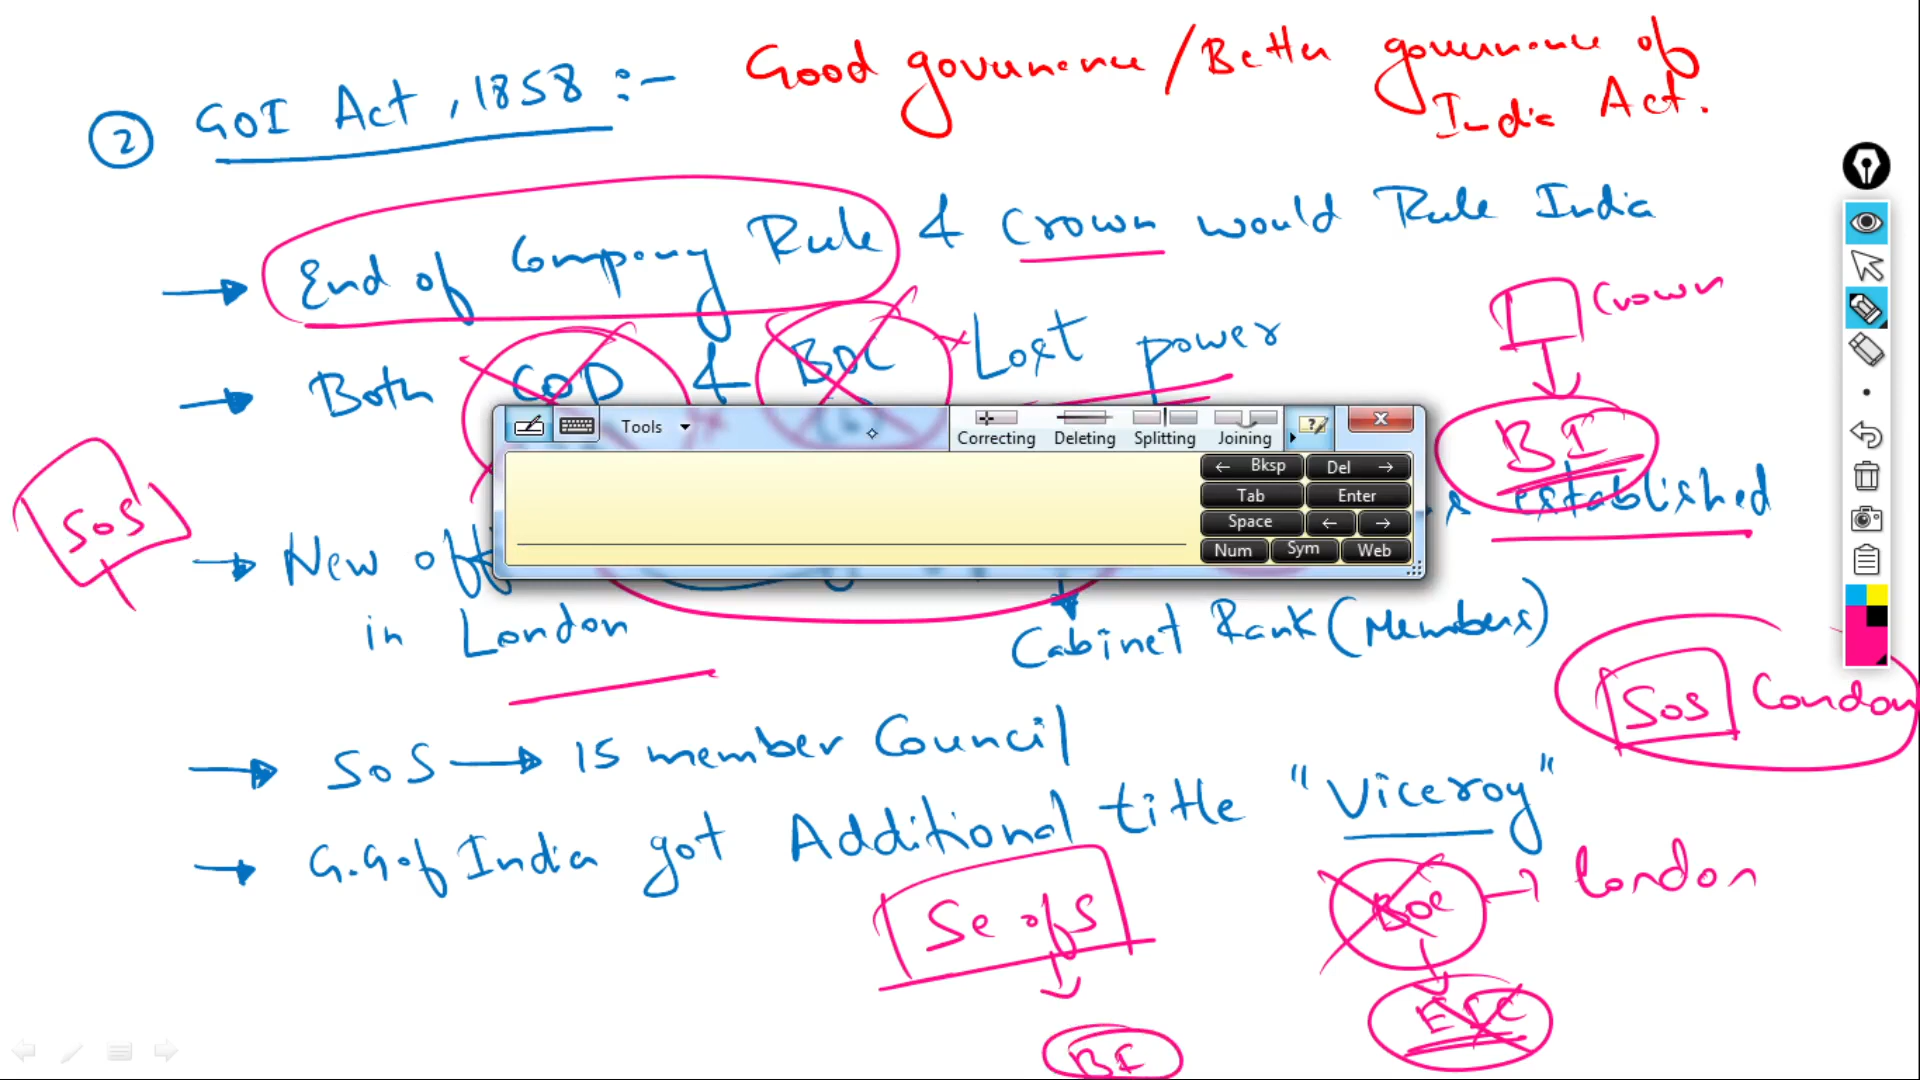 ② GOI Act, 1858 :- Good governence / Better governence of
India Act.
→ End of Company Rule & Crown would Rule India
Crown
→ Both COD & BOC Lost power
BI
Tools Correcting Deleting Splitting Joining
← Bksp Del →
Tab Enter
Space ← →
Num Sym Web
SoS
→ New off established
in London Cabinet Rank (Members)
SoS London
→ SoS → 15 member Council
→ G.G of India got Additional title "Viceroy"
Se of S
BI
BOC → London
EIC